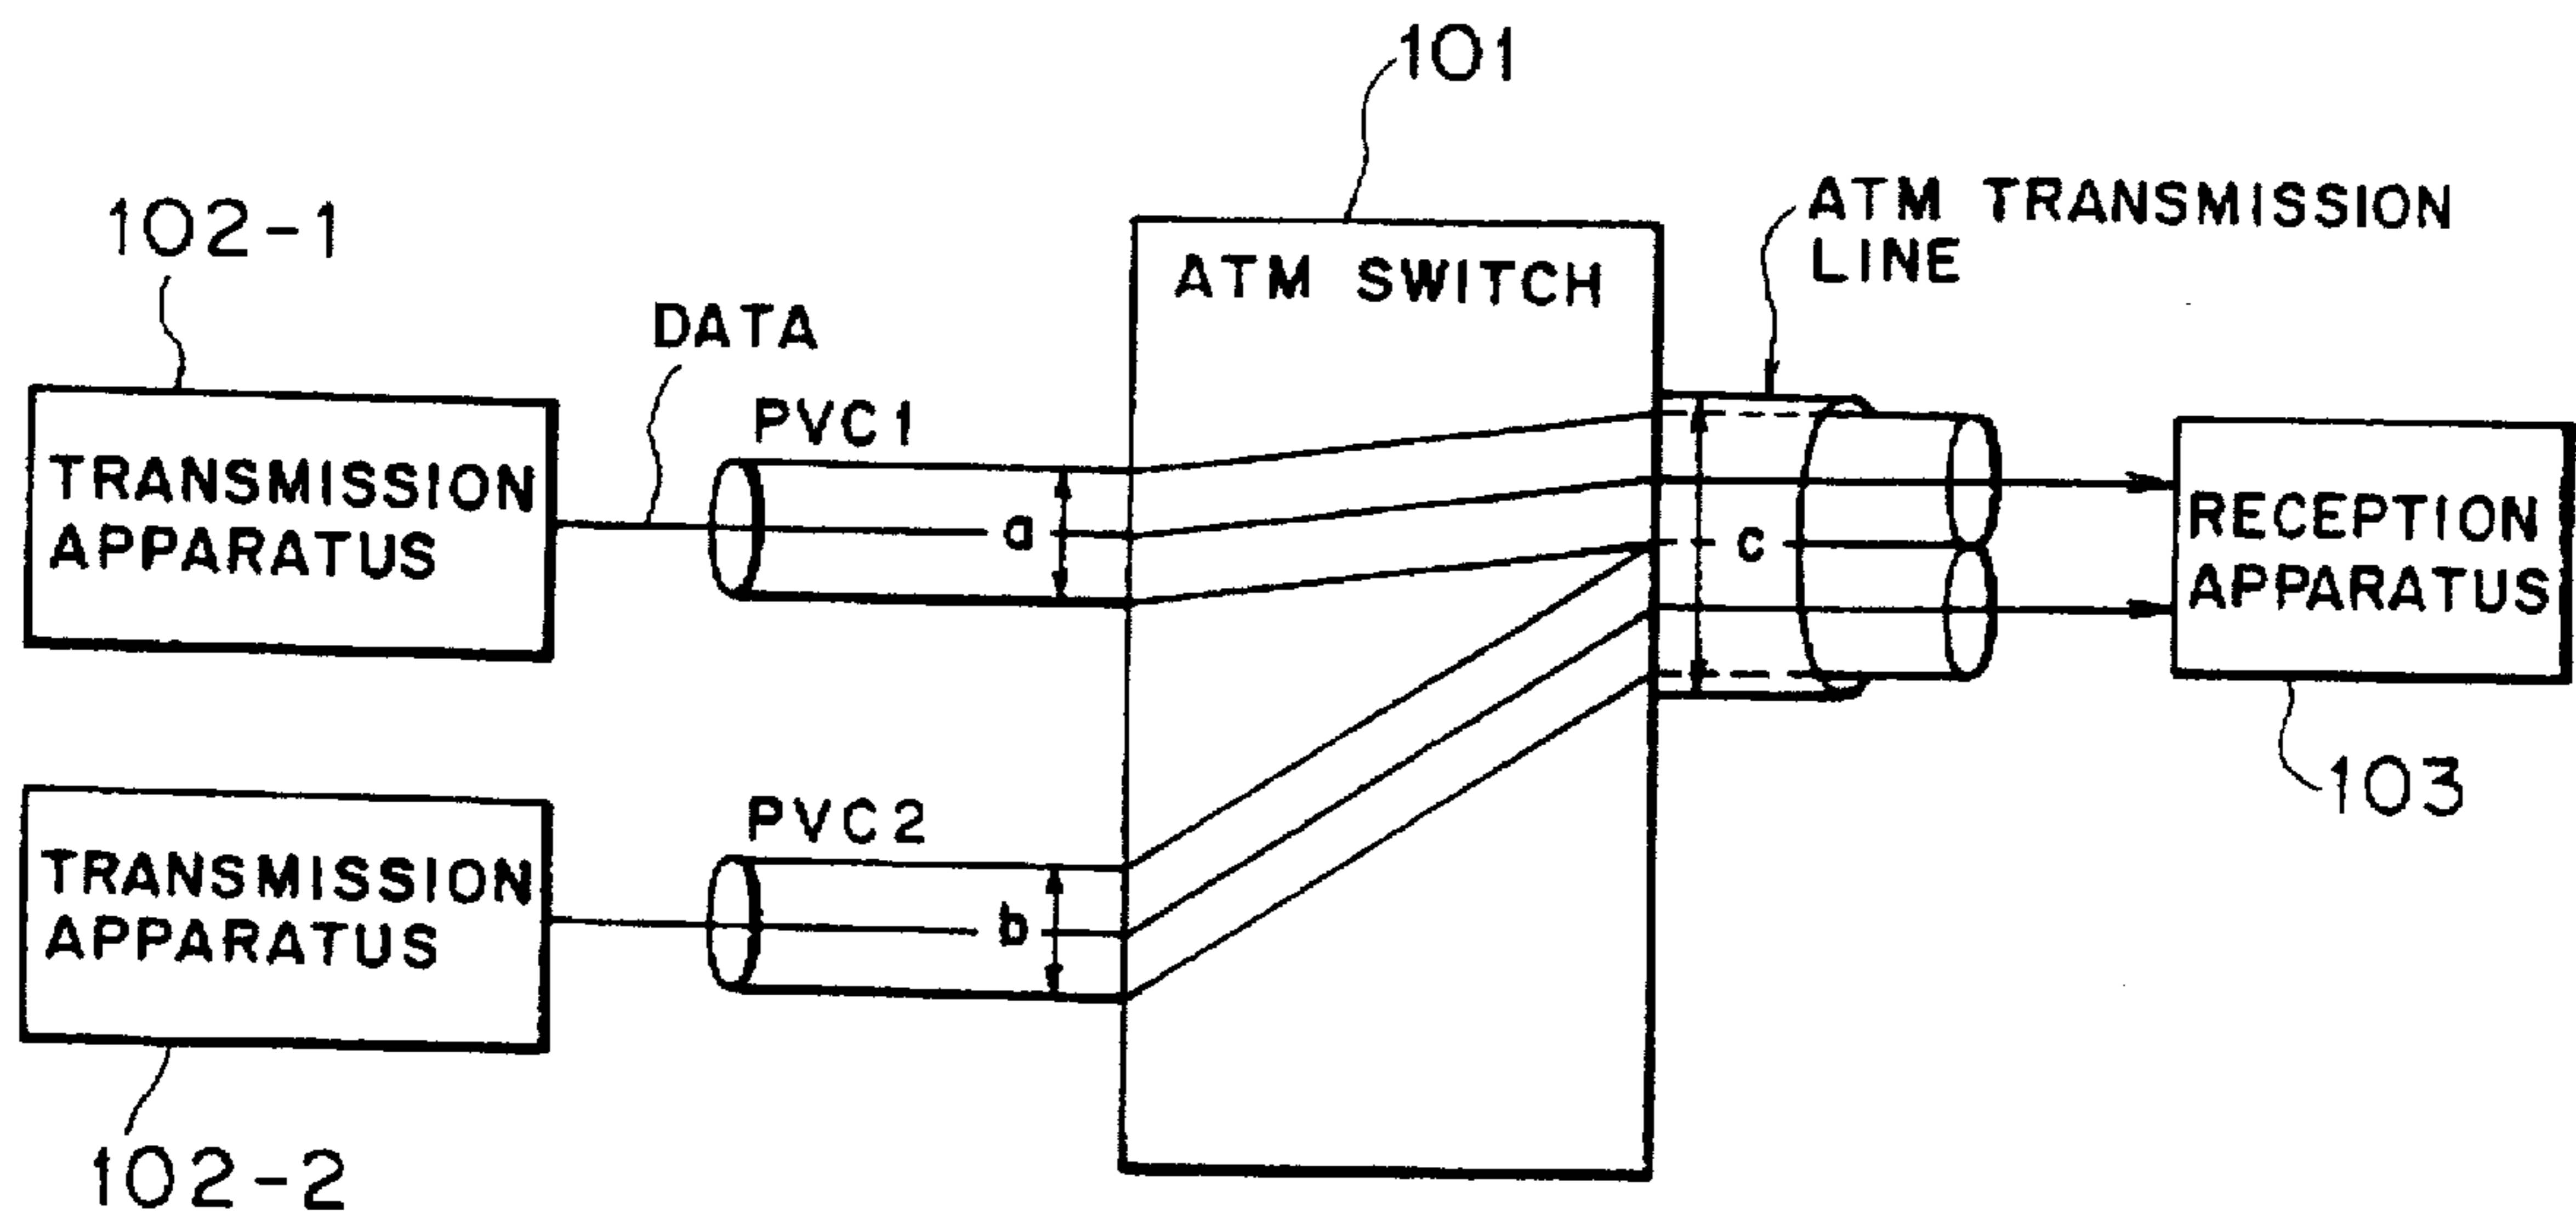 101
102-1
ATM TRANSMISSION
LINE
ATM SWITCH
DATA
PVC1
TRANSMISSION
APPARATUS
a
c
RECEPTION
APPARATUS
103
PVC2
TRANSMISSION
APPARATUS
b
102-2